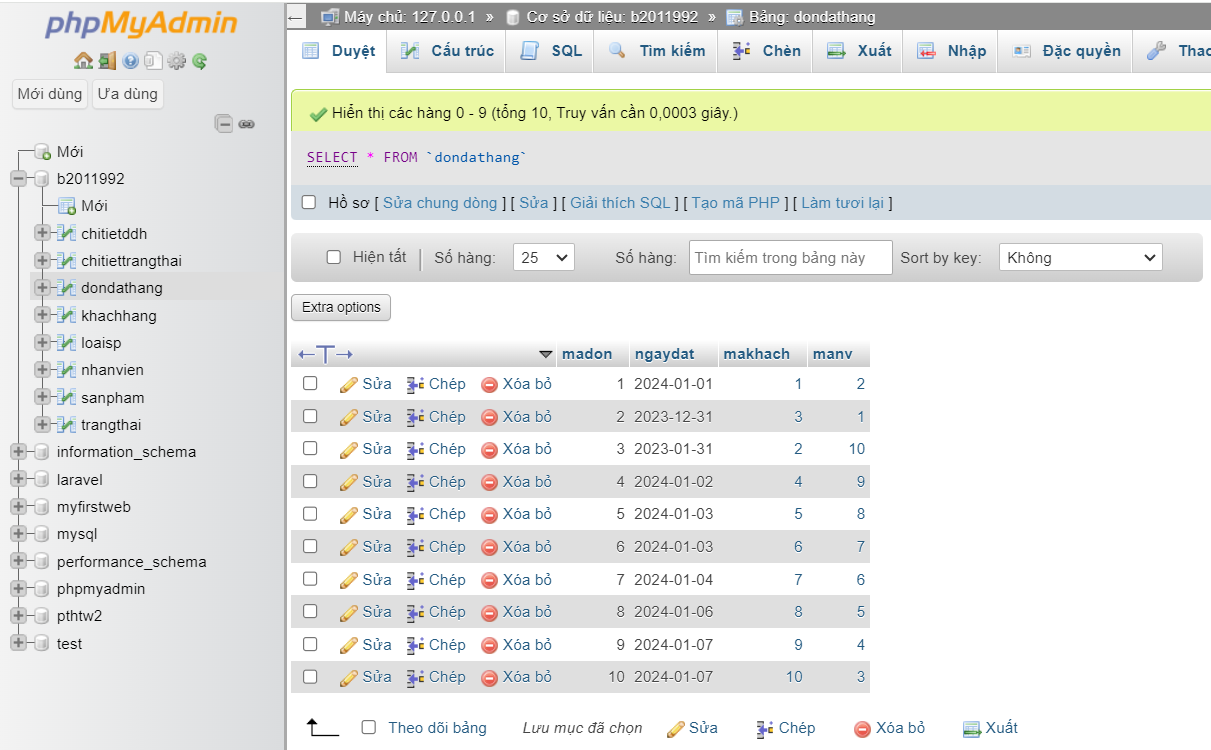 phpMyAdmin
Mới dùng Ưa dùng
Mới
b2011992
Mới
chitietddh
chitiettrangthai
dondathang
khachhang
loaisp
nhanvien
sanpham
trangthai
information_schema
laravel
myfirstweb
mysql
performance_schema
phpmyadmin
pthtw2
test
Máy chủ: 127.0.0.1 » Cơ sở dữ liệu: b2011992 » Bảng: dondathang
Duyệt Cấu trúc SQL Tìm kiếm Chèn Xuất Nhập Đặc quyền Thao
Hiển thị các hàng 0 - 9 (tổng 10, Truy vấn cần 0,0003 giây.)
SELECT * FROM `dondathang`
Hồ sơ [ Sửa chung dòng ] [ Sửa ] [ Giải thích SQL ] [ Tạo mã PHP ] [ Làm tươi lại ]
Hiện tất | Số hàng: 25 Số hàng: Tìm kiếm trong bảng này Sort by key: Không
Extra options
←T→ madon ngaydat makhach manv
Sửa Chép Xóa bỏ 1 2024-01-01 1 2
Sửa Chép Xóa bỏ 2 2023-12-31 3 1
Sửa Chép Xóa bỏ 3 2023-01-31 2 10
Sửa Chép Xóa bỏ 4 2024-01-02 4 9
Sửa Chép Xóa bỏ 5 2024-01-03 5 8
Sửa Chép Xóa bỏ 6 2024-01-03 6 7
Sửa Chép Xóa bỏ 7 2024-01-04 7 6
Sửa Chép Xóa bỏ 8 2024-01-06 8 5
Sửa Chép Xóa bỏ 9 2024-01-07 9 4
Sửa Chép Xóa bỏ 10 2024-01-07 10 3
Theo dõi bảng Lưu mục đã chọn Sửa Chép Xóa bỏ Xuất